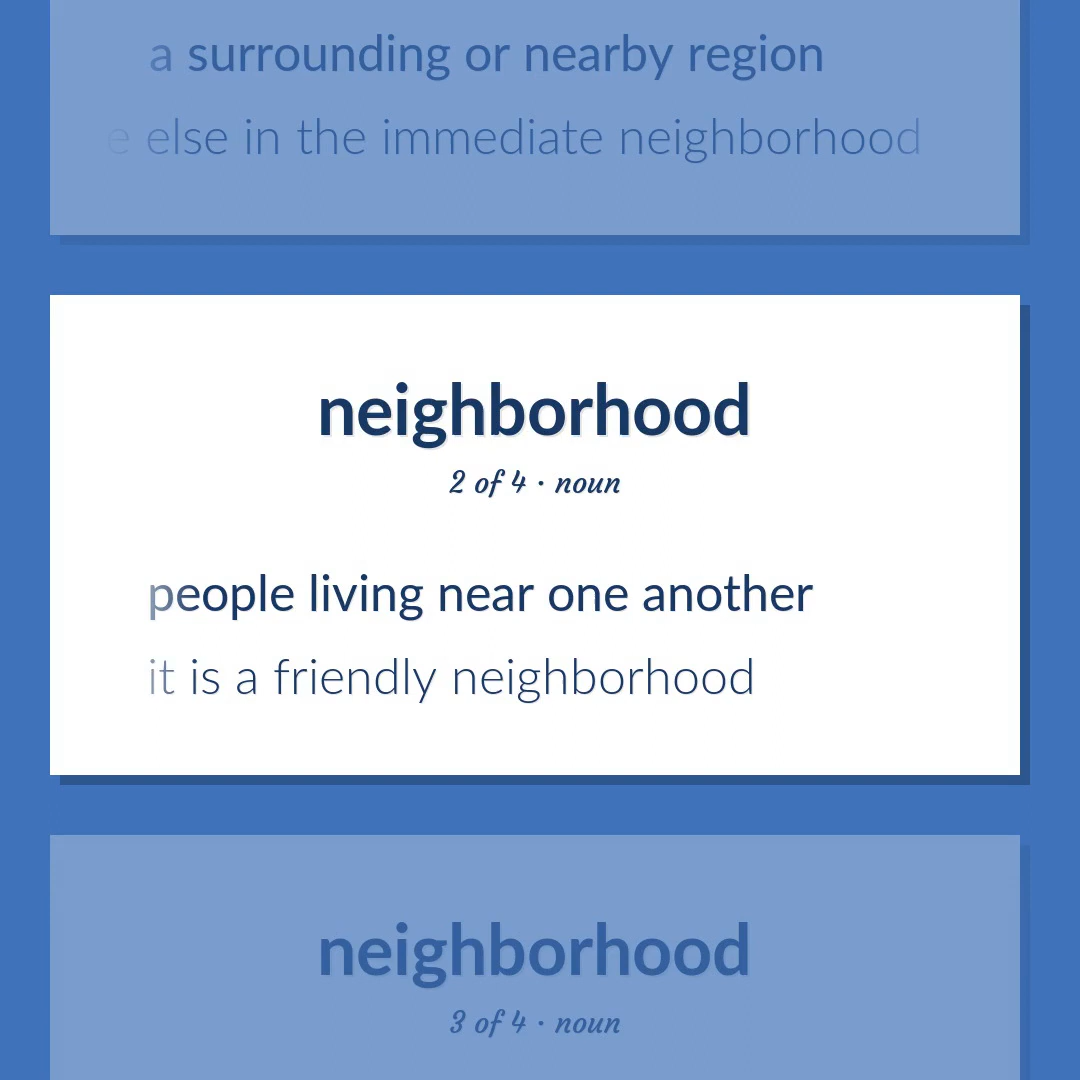 a surrounding or nearby region
e else in the immediate neighborhood
neighborhood
2 of 4 · noun
people living near one another
it is a friendly neighborhood
neighborhood
3 of 4 · noun